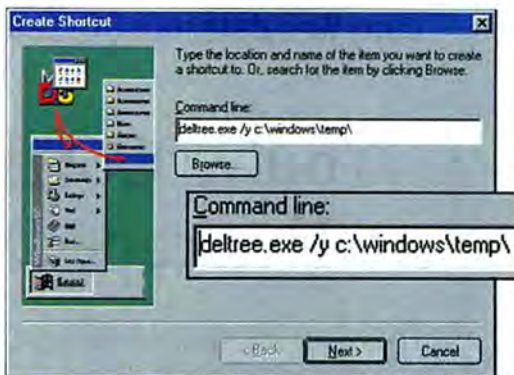 Create Shortcut
Type the location and name of the item you want to create
a shortcut to. Or, search for the item by clicking Browse.
Command line:
deltree.exe /y c:\windows\temp\
Browse...
Command line:
deltree.exe /y c:\windows\temp\
< Back
Next >
Cancel